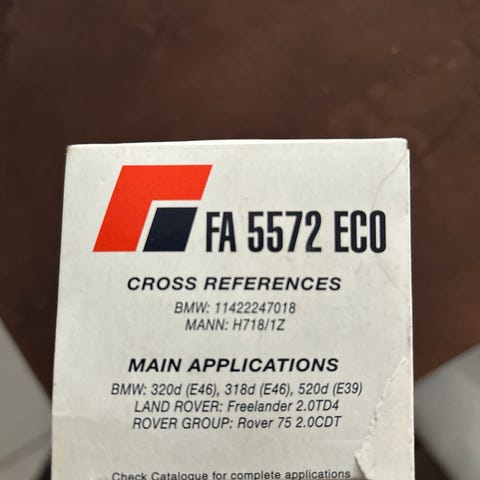 FA 5572 ECO
CROSS REFERENCES
BMW: 11422247018
MANN: H718/1Z
MAIN APPLICATIONS
BMW: 320d (E46), 318d (E46), 520d (E39)
LAND ROVER: Freelander 2.0TD4
ROVER GROUP: Rover 75 2.0CDT
Check Catalogue for complete applications